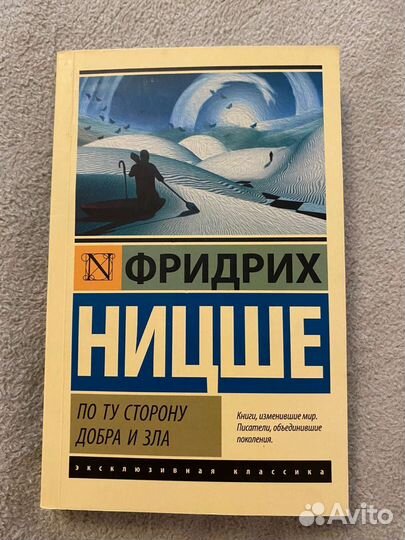 N
ФРИДРИХ
НИЦШЕ
ПО ТУ СТОРОНУ
ДОБРА И ЗЛА
Книги, изменившие мир.
Писатели, объединившие
поколения.
эксклюзивная классика
Avito